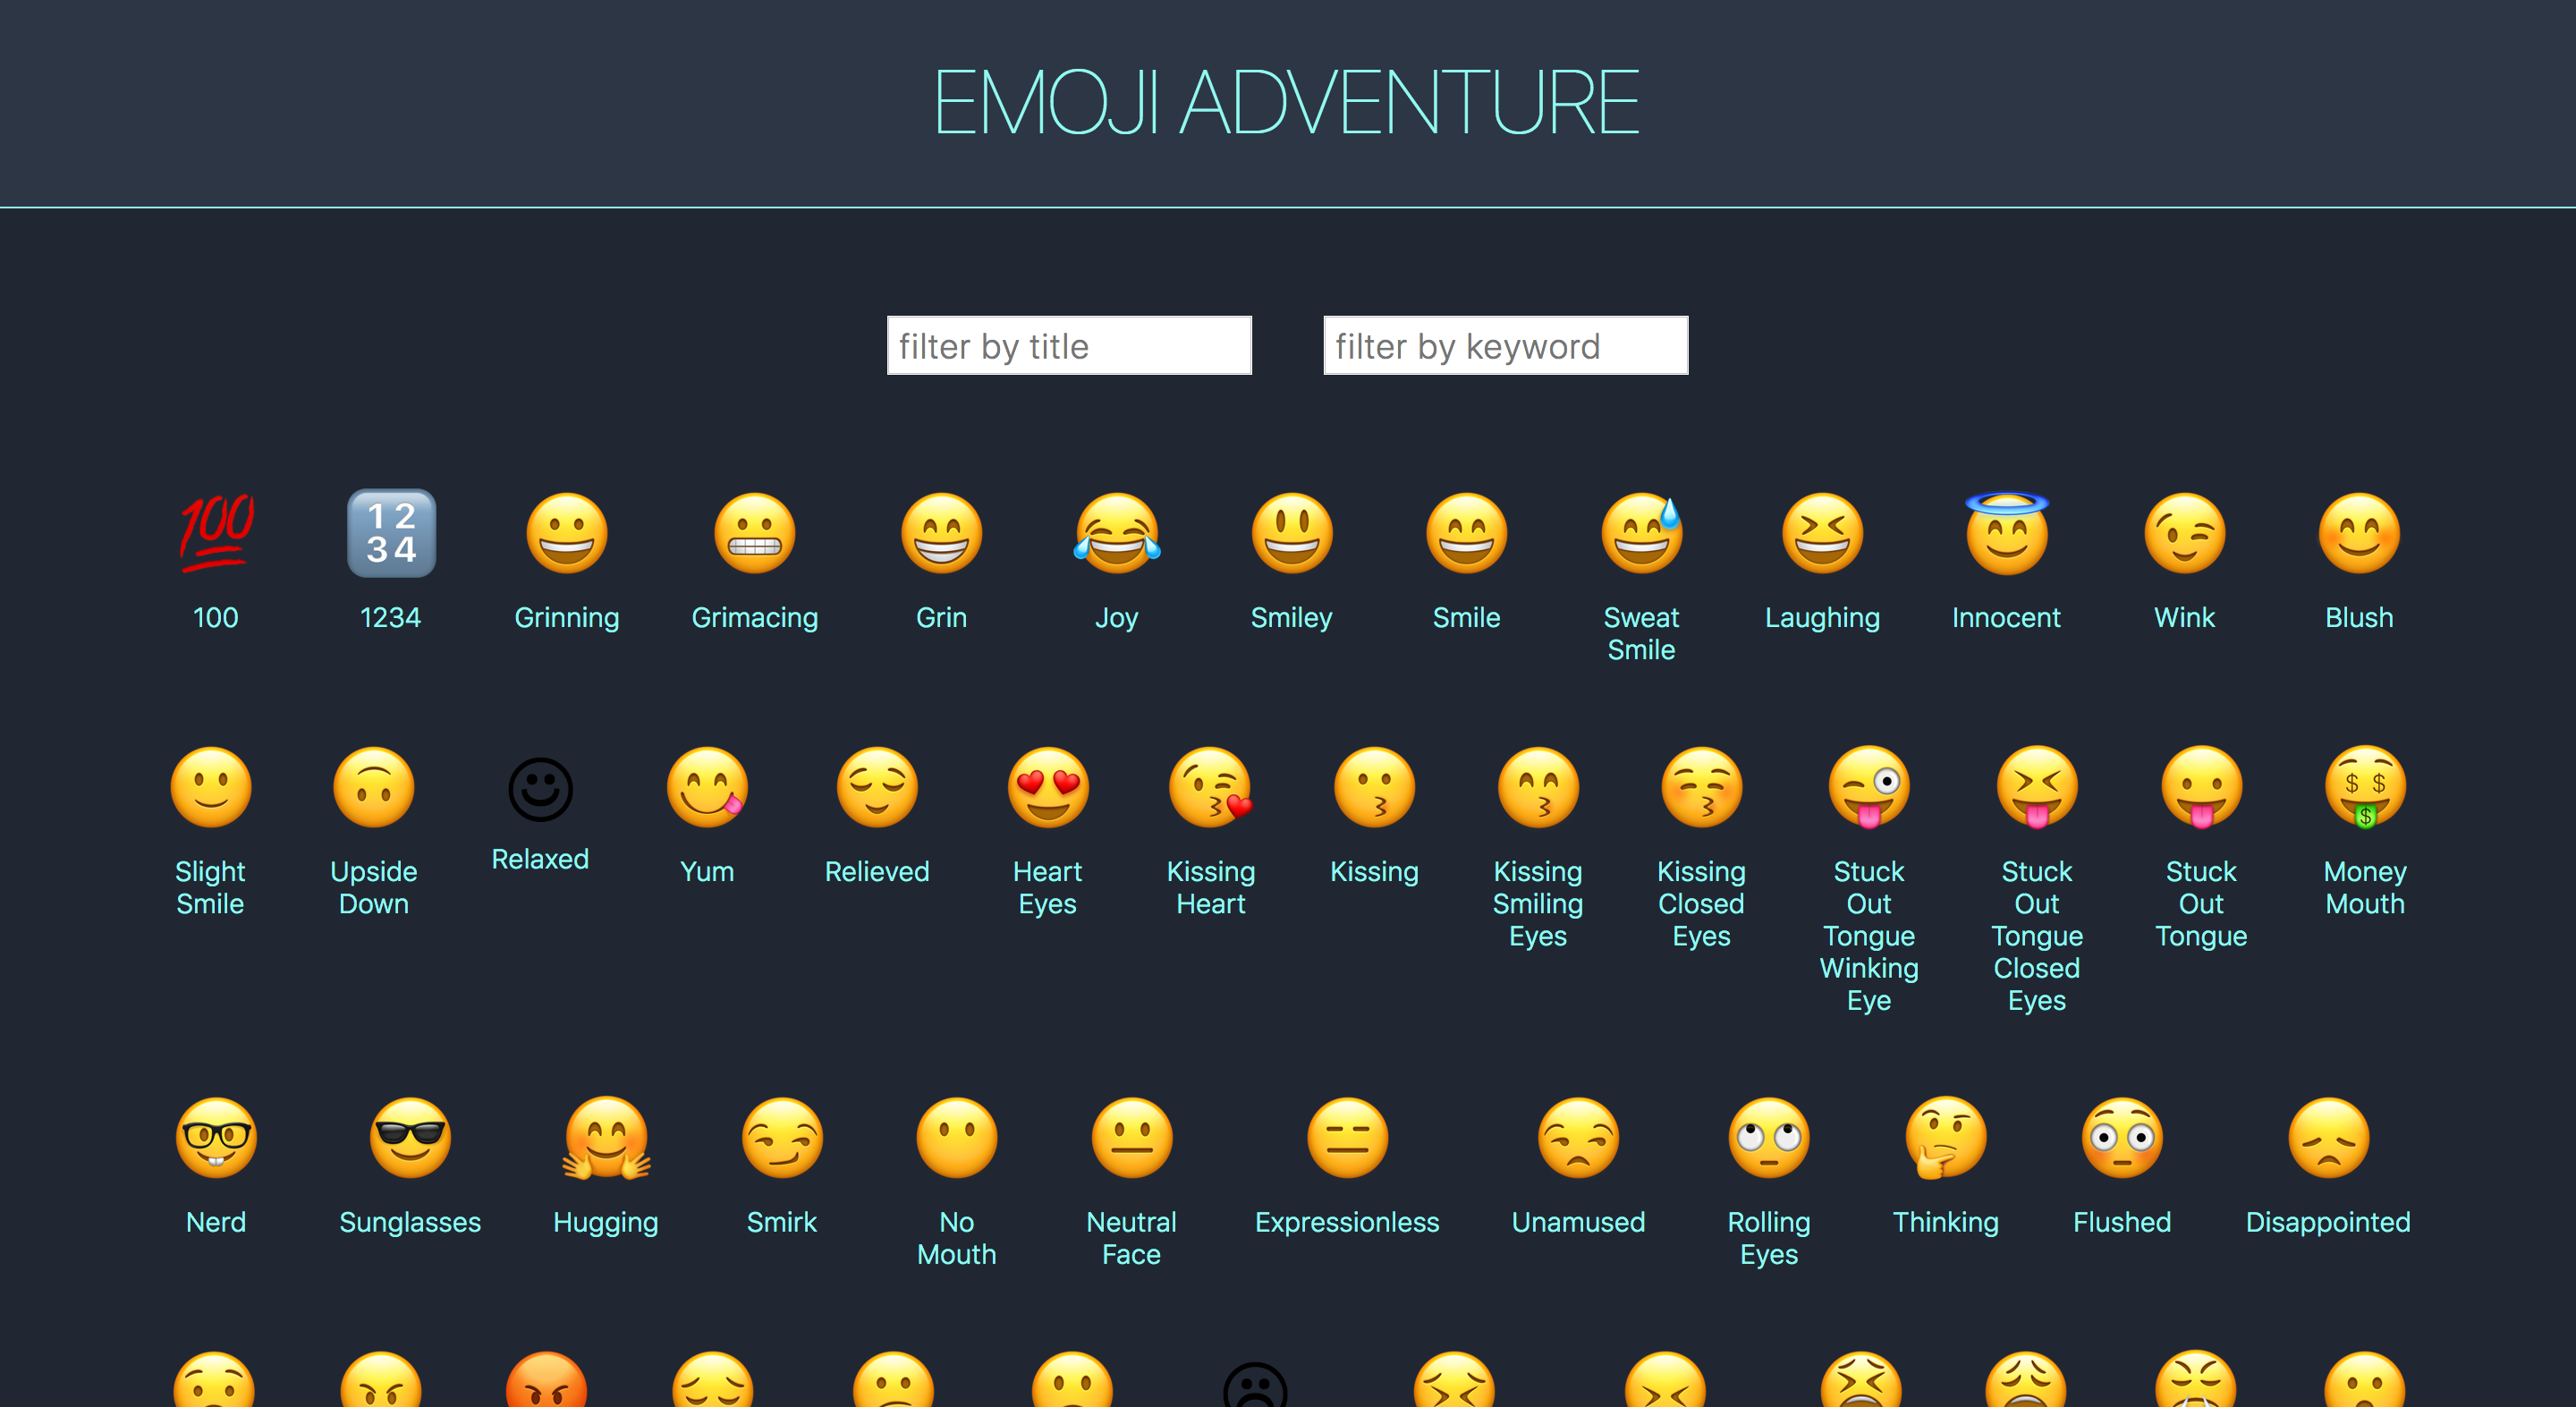 EMOJI ADVENTURE
filter by title
filter by keyword
100
1234
Grinning
Grimacing
Grin
Joy
Smiley
Smile
Sweat
Smile
Laughing
Innocent
Wink
Blush
Slight
Smile
Upside
Down
Relaxed
Yum
Relieved
Heart
Eyes
Kissing
Heart
Kissing
Kissing
Smiling
Eyes
Kissing
Closed
Eyes
Stuck
Out
Tongue
Winking
Eye
Stuck
Out
Tongue
Closed
Eyes
Stuck
Out
Tongue
Money
Mouth
Nerd
Sunglasses
Hugging
Smirk
No
Mouth
Neutral
Face
Expressionless
Unamused
Rolling
Eyes
Thinking
Flushed
Disappointed